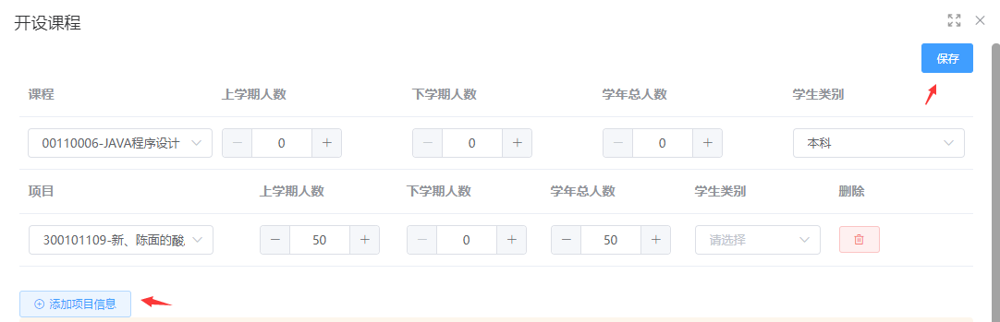 开设课程
保存
课程 上学期人数 下学期人数 学年总人数 学生类别
00110006-JAVA程序设计 0 0 0 本科
项目 上学期人数 下学期人数 学年总人数 学生类别 删除
300101109-新、陈面的酸 50 0 50 请选择
添加项目信息